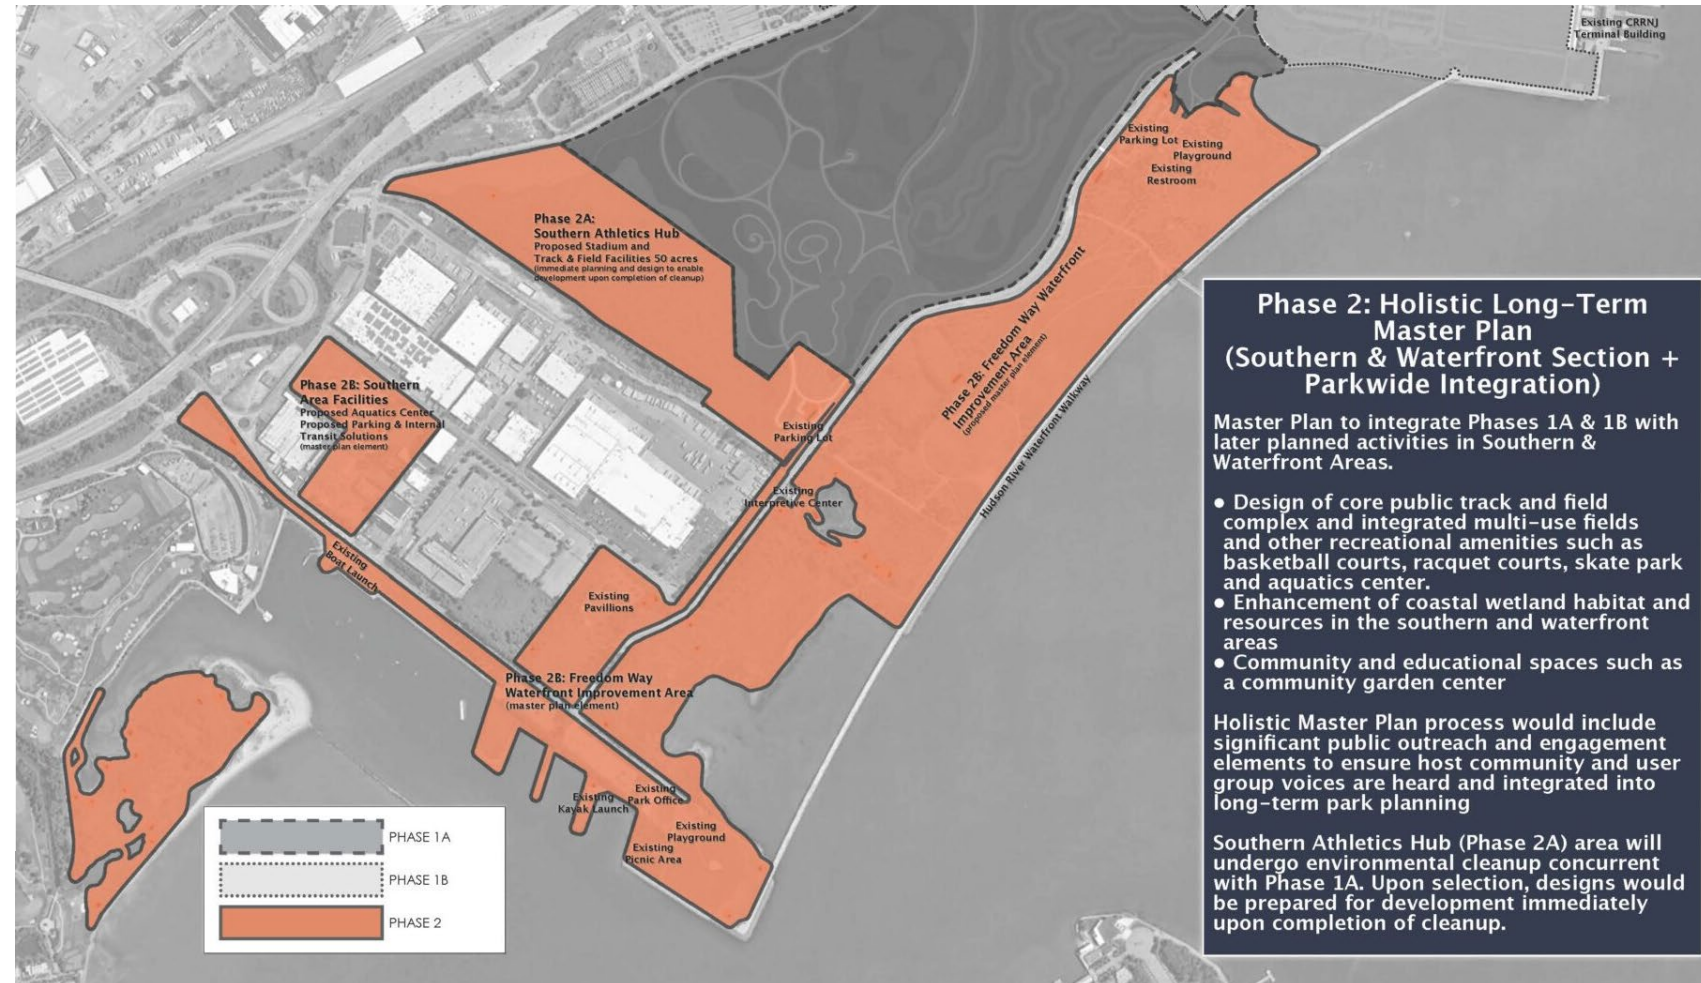 Existing CRRNJ
Terminal Building
Existing
Parking Lot
Existing
Playground
Existing
Restroom
Phase 2A:
Southern Athletics Hub
Proposed Stadium and
Track & Field Facilities 50 acres
(immediate planning and design to enable
development upon completion of cleanup)
Phase 2B: Freedom Way Waterfront
Improvement Area
(proposed master plan element)
Hudson River Waterfront Walkway
Phase 2B: Southern
Area Facilities
Proposed Aquatics Center
Proposed Parking & Internal
Transit Solutions
(master plan element)
Existing
Parking Lot
Existing
Interpretive Center
Existing
Boat Launch
Existing
Pavillions
Phase 2B: Freedom Way
Waterfront Improvement Area
(master plan element)
Existing
Park Office
Existing
Kayak Launch
Existing
Playground
Existing
Picnic Area
PHASE 1A
PHASE 1B
PHASE 2
Phase 2: Holistic Long-Term
Master Plan
(Southern & Waterfront Section +
Parkwide Integration)
Master Plan to integrate Phases 1A & 1B with
later planned activities in Southern &
Waterfront Areas.
● Design of core public track and field
complex and integrated multi-use fields
and other recreational amenities such as
basketball courts, racquet courts, skate park
and aquatics center.
● Enhancement of coastal wetland habitat and
resources in the southern and waterfront
areas
● Community and educational spaces such as
a community garden center
Holistic Master Plan process would include
significant public outreach and engagement
elements to ensure host community and user
group voices are heard and integrated into
long-term park planning
Southern Athletics Hub (Phase 2A) area will
undergo environmental cleanup concurrent
with Phase 1A. Upon selection, designs would
be prepared for development immediately
upon completion of cleanup.